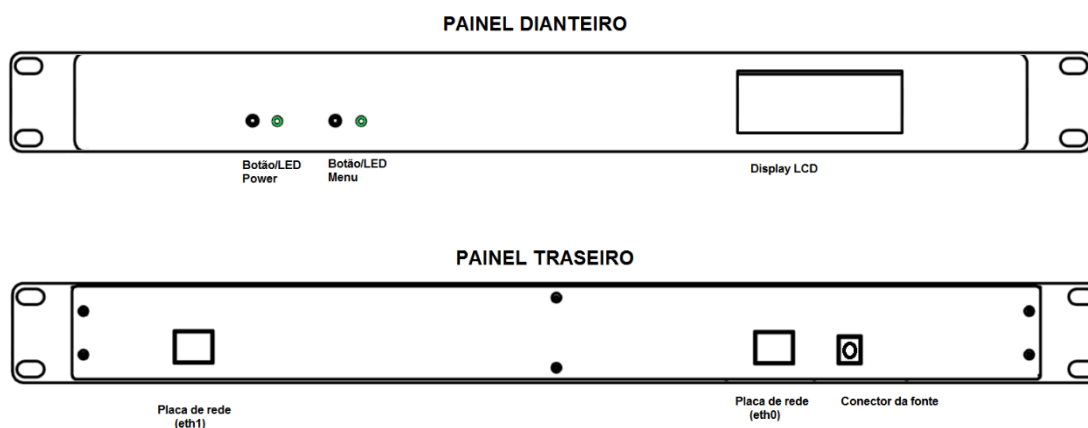 PAINEL DIANTEIRO
Botão/LED
Power
Botão/LED
Menu
Display LCD
PAINEL TRASEIRO
Placa de rede
(eth1)
Placa de rede
(eth0)
Conector da fonte